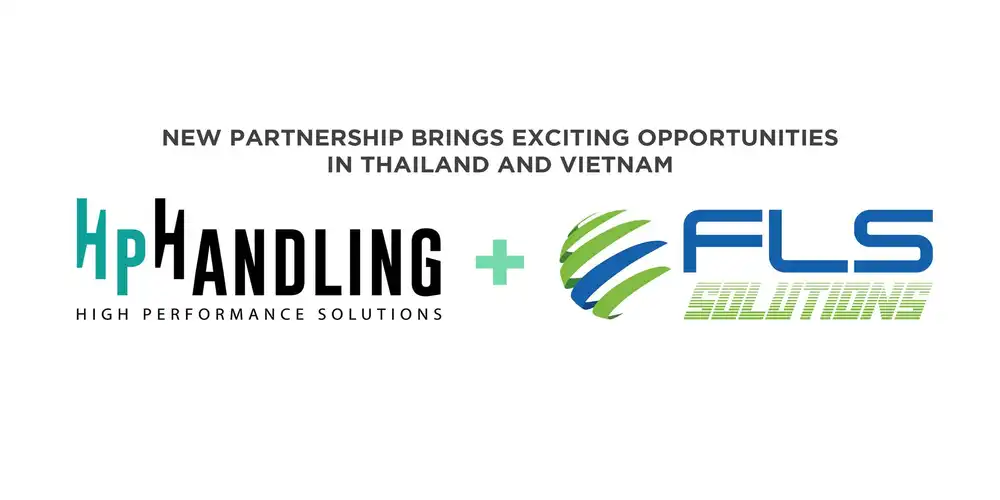 NEW PARTNERSHIP BRINGS EXCITING OPPORTUNITIES
IN THAILAND AND VIETNAM
HPHANDLING
HIGH PERFORMANCE SOLUTIONS
+
FLS
SOLUTIONS